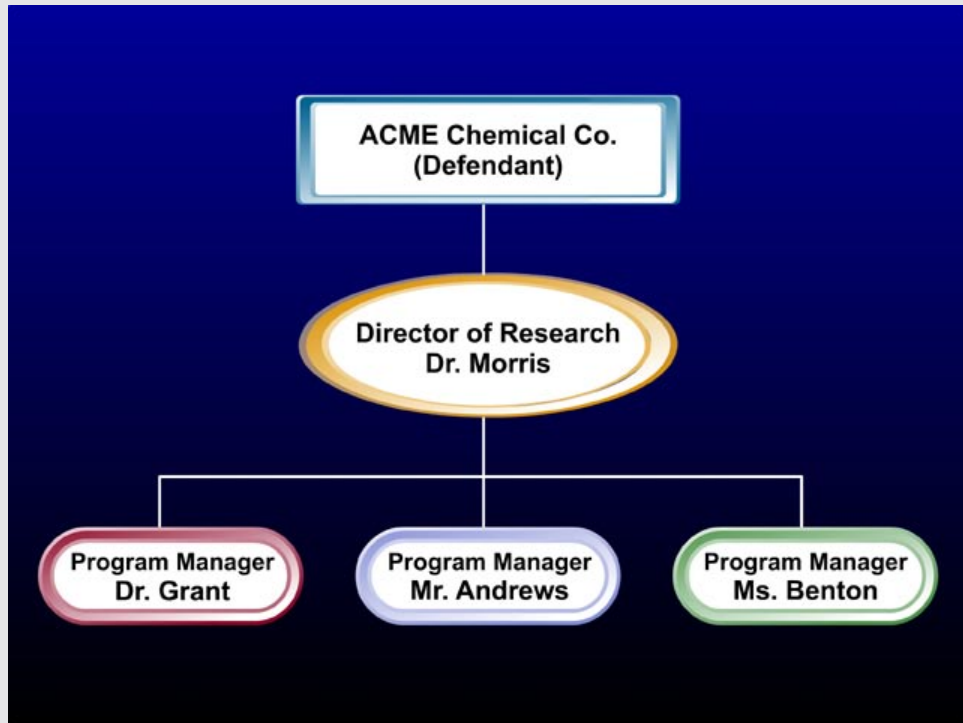 ACME Chemical Co.
(Defendant)
Director of Research
Dr. Morris
Program Manager
Dr. Grant
Program Manager
Mr. Andrews
Program Manager
Ms. Benton